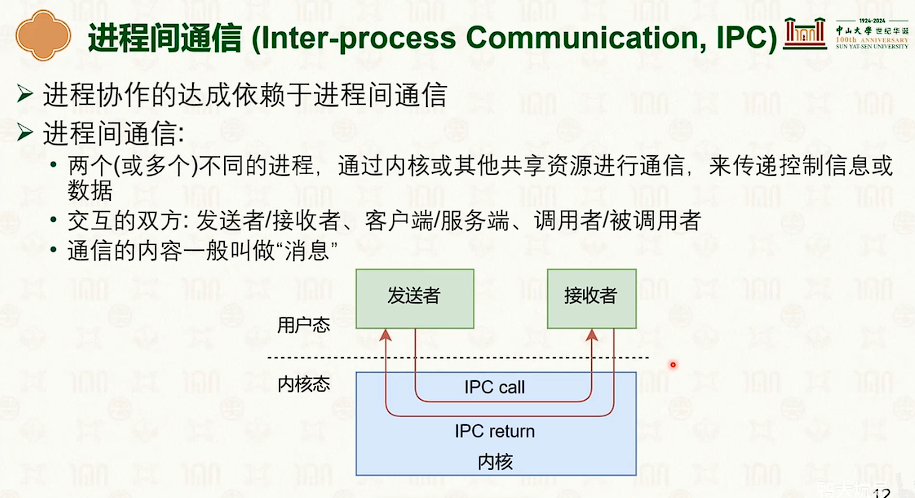 进程间通信 (Inter-process Communication, IPC)
1924-2024
中山大学 世纪华诞
100th ANNIVERSARY
SUN YAT-SEN UNIVERSITY
进程协作的达成依赖于进程间通信
进程间通信:
两个(或多个)不同的进程，通过内核或其他共享资源进行通信，来传递控制信息或
数据
交互的双方: 发送者/接收者、客户端/服务端、调用者/被调用者
通信的内容一般叫做“消息”
发送者
接收者
用户态
内核态
IPC call
IPC return
内核
12